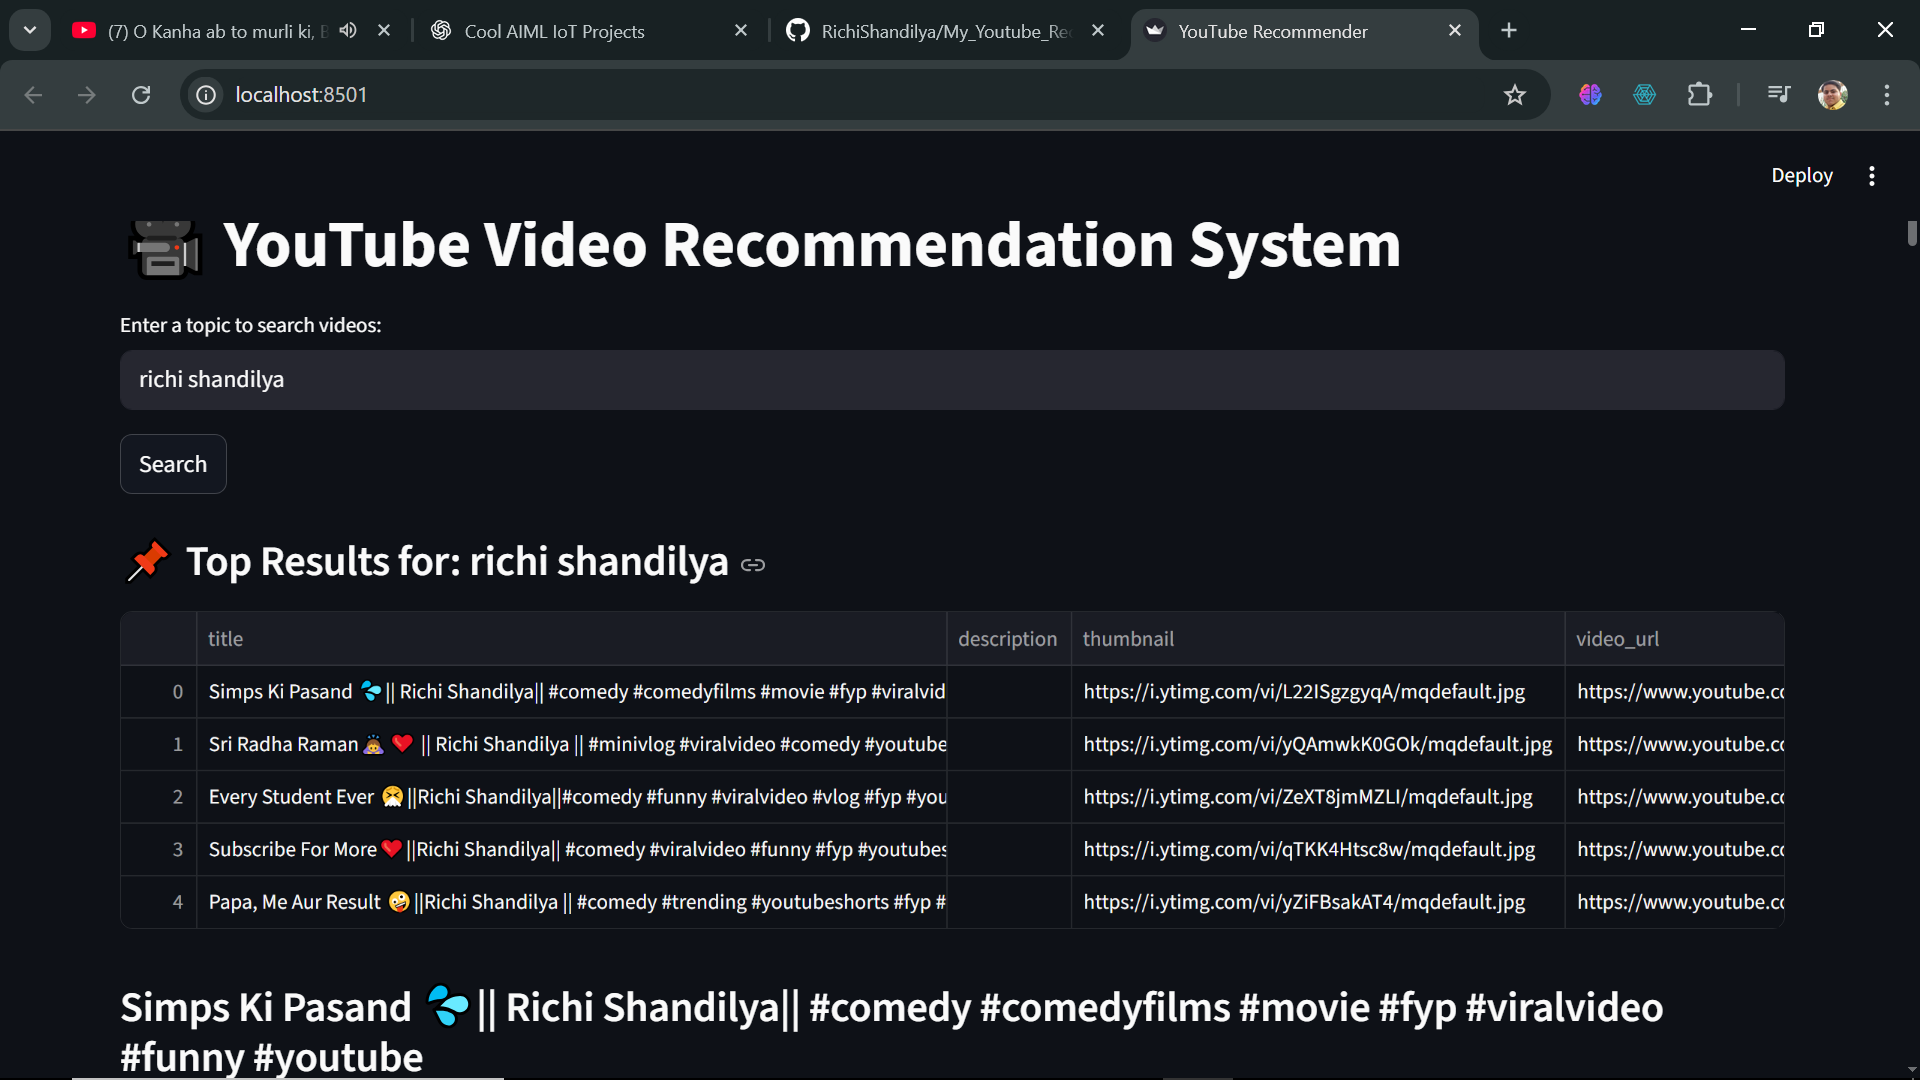 (7) O Kanha ab to murli ki,
Cool AIML IoT Projects
RichiShandilya/My_Youtube_Re
YouTube Recommender
localhost:8501
Deploy
YouTube Video Recommendation System
Enter a topic to search videos:
richi shandilya
Search
📌 Top Results for: richi shandilya
title description thumbnail video_url
0 Simps Ki Pasand 💦|| Richi Shandilya|| #comedy #comedyfilms #movie #fyp #viralvid https://i.ytimg.com/vi/L22ISgzgyqA/mqdefault.jpg https://www.youtube.co
1 Sri Radha Raman🙇 ❤️ || Richi Shandilya || #minivlog #viralvideo #comedy #youtube https://i.ytimg.com/vi/yQAmwkK0GOk/mqdefault.jpg https://www.youtube.co
2 Every Student Ever 😤||Richi Shandilya||#comedy #funny #viralvideo #vlog #fyp #you https://i.ytimg.com/vi/ZeXT8jmMZLI/mqdefault.jpg https://www.youtube.co
3 Subscribe For More❤️||Richi Shandilya|| #comedy #viralvideo #funny #fyp #youtubes https://i.ytimg.com/vi/qTKK4Htsc8w/mqdefault.jpg https://www.youtube.co
4 Papa, Me Aur Result 🤪||Richi Shandilya || #comedy #trending #youtubeshorts #fyp # https://i.ytimg.com/vi/yZiFBsakAT4/mqdefault.jpg https://www.youtube.co
Simps Ki Pasand 💦|| Richi Shandilya|| #comedy #comedyfilms #movie #fyp #viralvideo
#funny #youtube